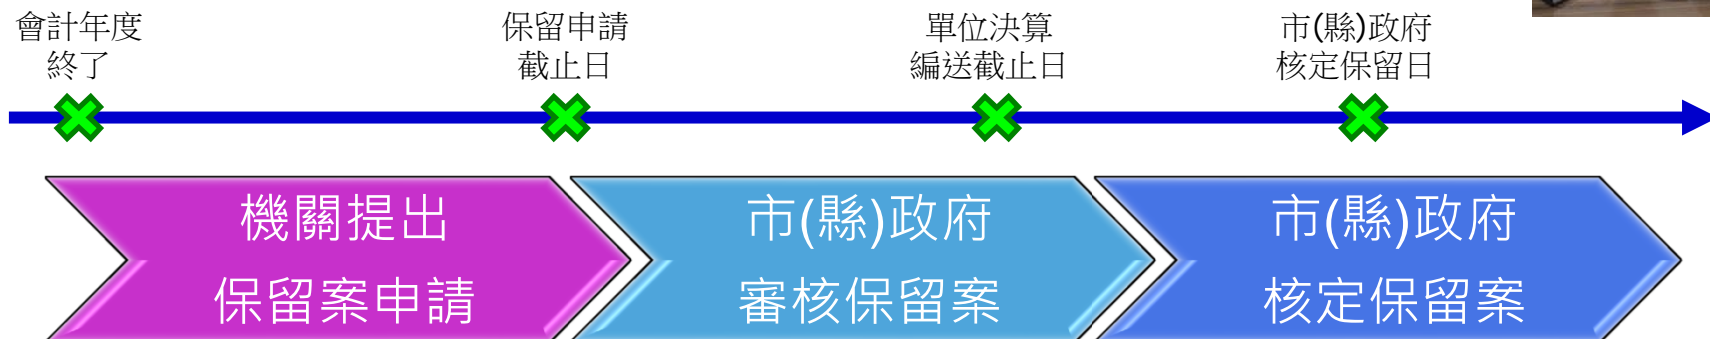 會計年度
終了
保留申請
截止日
單位決算
編送截止日
市(縣)政府
核定保留日
機關提出
保留案申請
市(縣)政府
審核保留案
市(縣)政府
核定保留案